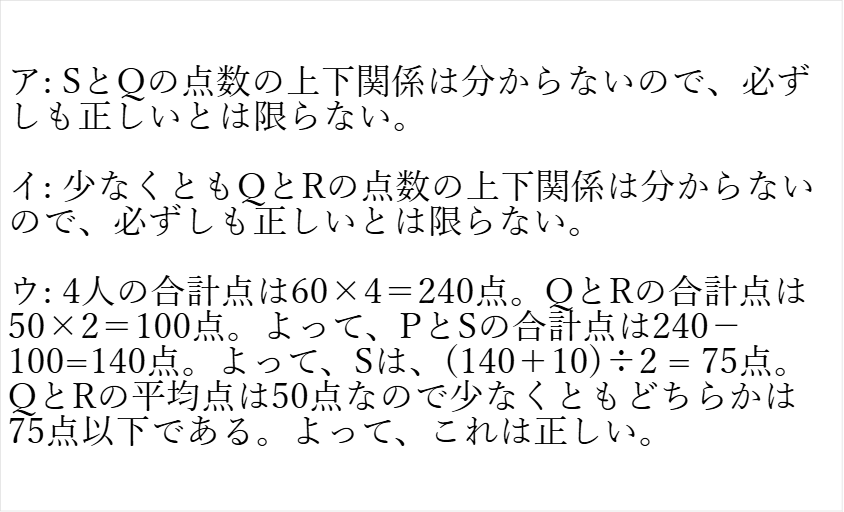 ア: SとQの点数の上下関係は分からないので、必ず
しも正しいとは限らない。
イ: 少なくともQとRの点数の上下関係は分からない
ので、必ずしも正しいとは限らない。
ウ: 4人の合計点は60×4＝240点。QとRの合計点は
50×2＝100点。よって、PとSの合計点は240－
100=140点。よって、Sは、(140＋10)÷2 = 75点。
QとRの平均点は50点なので少なくともどちらかは
75点以下である。よって、これは正しい。